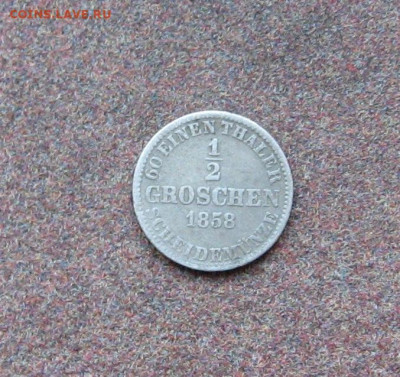 COINS.LAVE.RU
60 EINEN THALER
1/2
GROSCHEN
1858
SCHEIDEMÜNZE